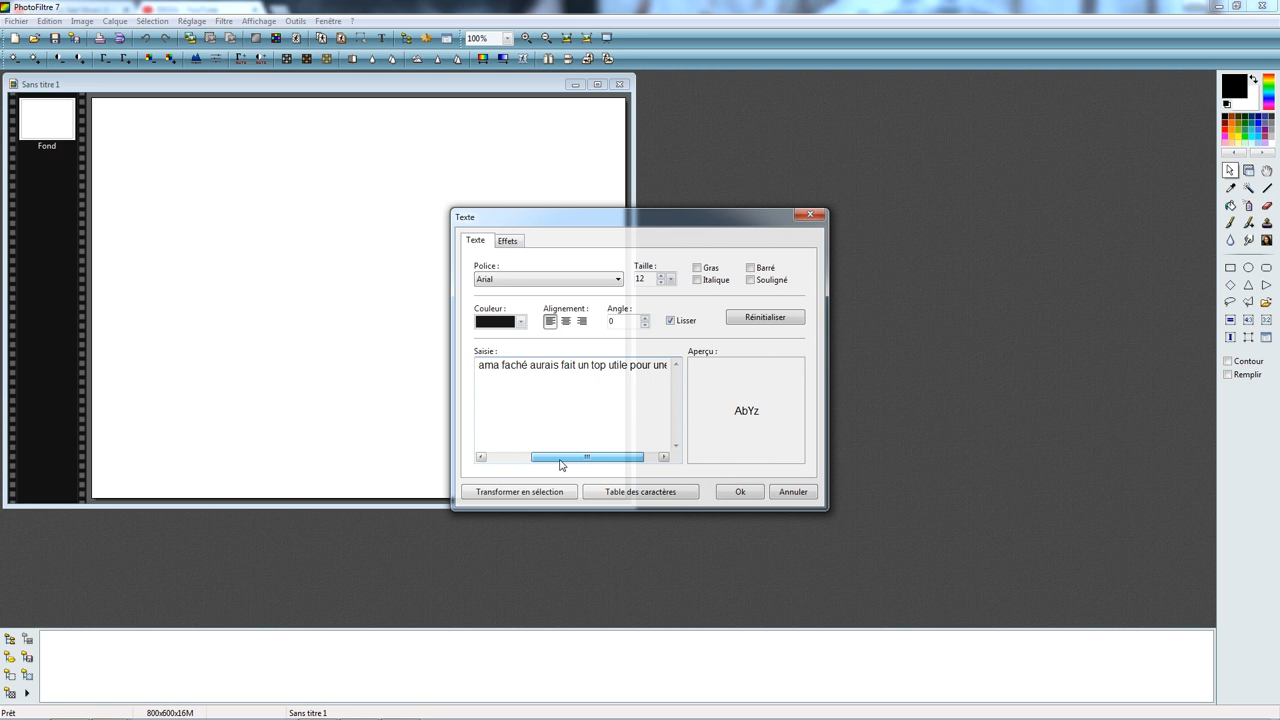 PhotoFiltre 7
Fichier Edition Image Calque Sélection Réglage Filtre Affichage Outils Fenêtre ?
100%
Sans titre 1
Fond
Texte
Texte Effets
Police : Taille :
Arial 12
Gras Barré
Italique Souligné
Couleur : Alignement : Angle :
0 Lisser Réinitialiser
Saisie : Aperçu :
ama faché aurais fait un top utile pour une
AbYz
Transformer en sélection Table des caractères Ok Annuler
Contour
Remplir
Prêt 800x600x16M Sans titre 1